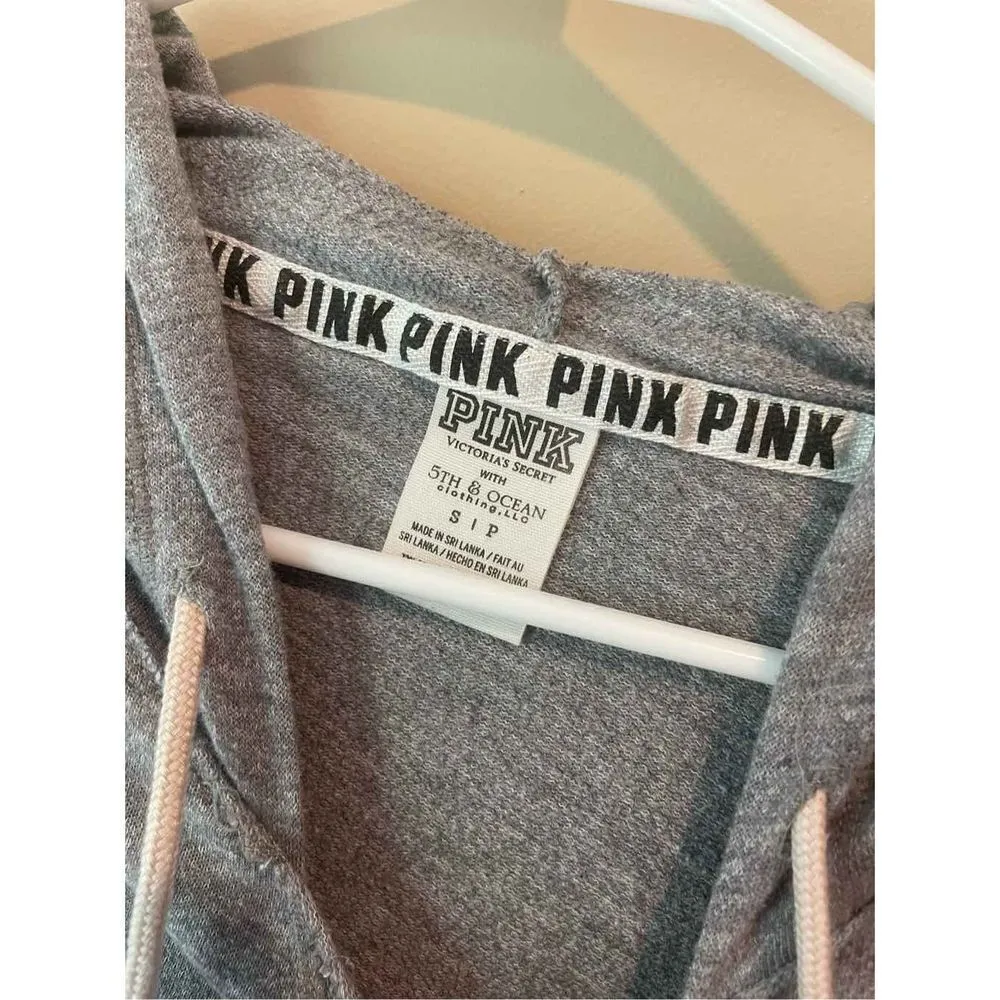 PINK PINK PINK PINK
PINK
VICTORIA'S SECRET
WITH
5TH & OCEAN
clothing, LLC
S | P
MADE IN SRI LANKA / FAIT AU
SRI LANKA / HECHO EN SRI LANKA